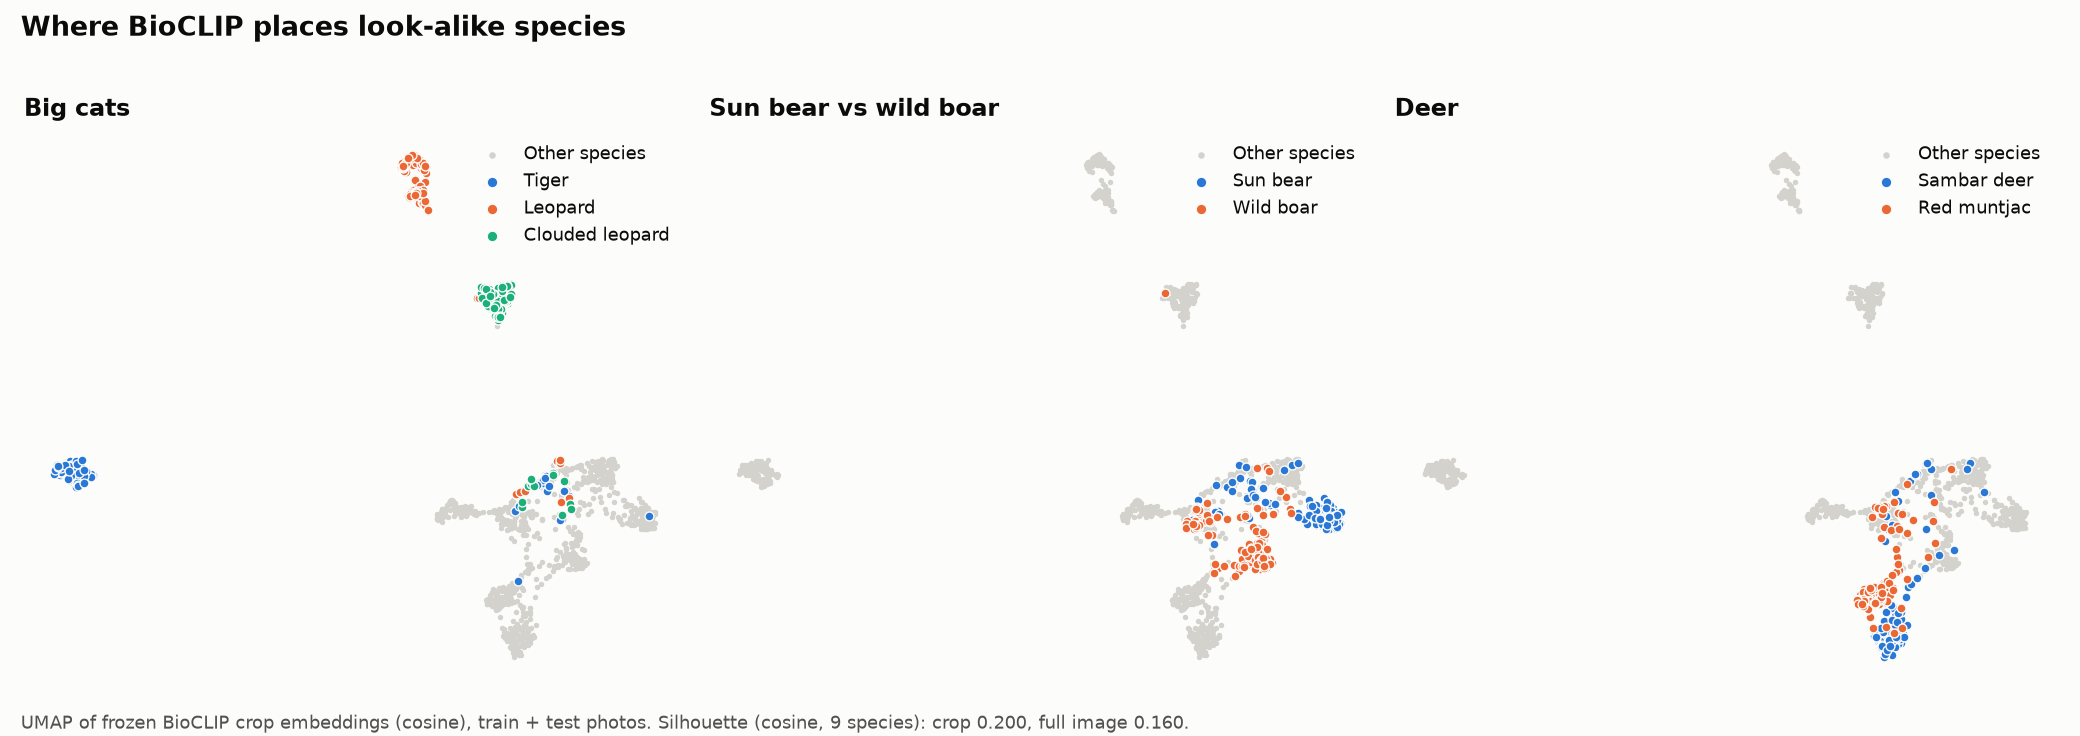 Where BioCLIP places look-alike species
Big cats
Other species
Tiger
Leopard
Clouded leopard
Sun bear vs wild boar
Other species
Sun bear
Wild boar
Deer
Other species
Sambar deer
Red muntjac
UMAP of frozen BioCLIP crop embeddings (cosine), train + test photos. Silhouette (cosine, 9 species): crop 0.200, full image 0.160.